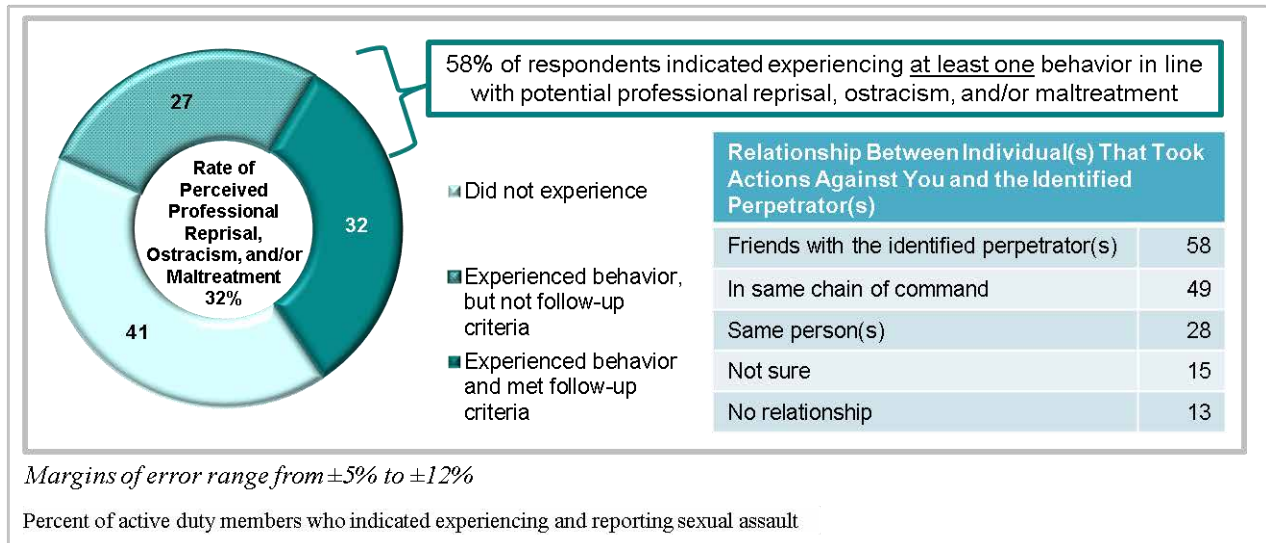 58% of respondents indicated experiencing at least one behavior in line
with potential professional reprisal, ostracism, and/or maltreatment
27
32
41
Rate of
Perceived
Professional
Reprisal,
Ostracism, and/or
Maltreatment
32%
Did not experience
Experienced behavior,
but not follow-up
criteria
Experienced behavior
and met follow-up
criteria
Relationship Between Individual(s) That Took
Actions Against You and the Identified
Perpetrator(s)
Friends with the identified perpetrator(s) 58
In same chain of command 49
Same person(s) 28
Not sure 15
No relationship 13
Margins of error range from ±5% to ±12%
Percent of active duty members who indicated experiencing and reporting sexual assault